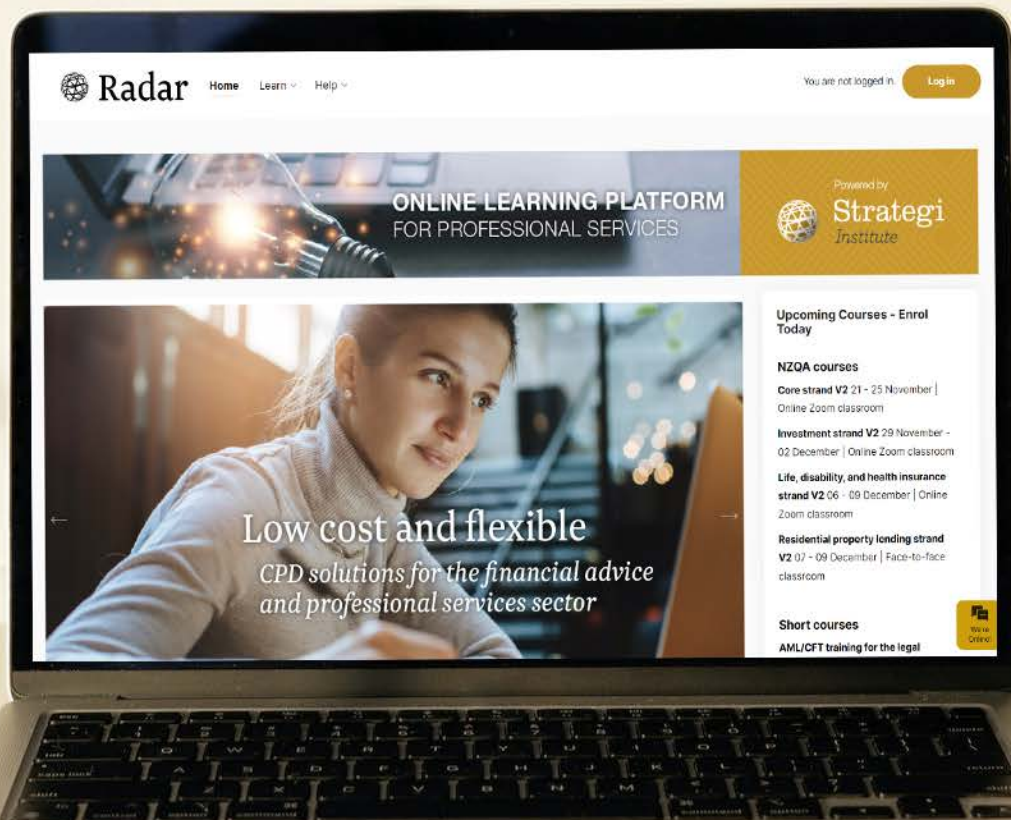 Radar
Home
Learn
Help
You are not logged in.
Log in
ONLINE LEARNING PLATFORM
FOR PROFESSIONAL SERVICES
Powered by
Strategi
Institute
Low cost and flexible
CPD solutions for the financial advice
and professional services sector
Upcoming Courses - Enrol
Today
NZQA courses
Core strand V2 21 - 25 November |
Online Zoom classroom
Investment strand V2 29 November -
02 December | Online Zoom classroom
Life, disability, and health insurance
strand V2 06 - 09 December | Online
Zoom classroom
Residential property lending strand
V2 07 - 09 December | Face-to-face
classroom
Short courses
AML/CFT training for the legal
We're
Online!